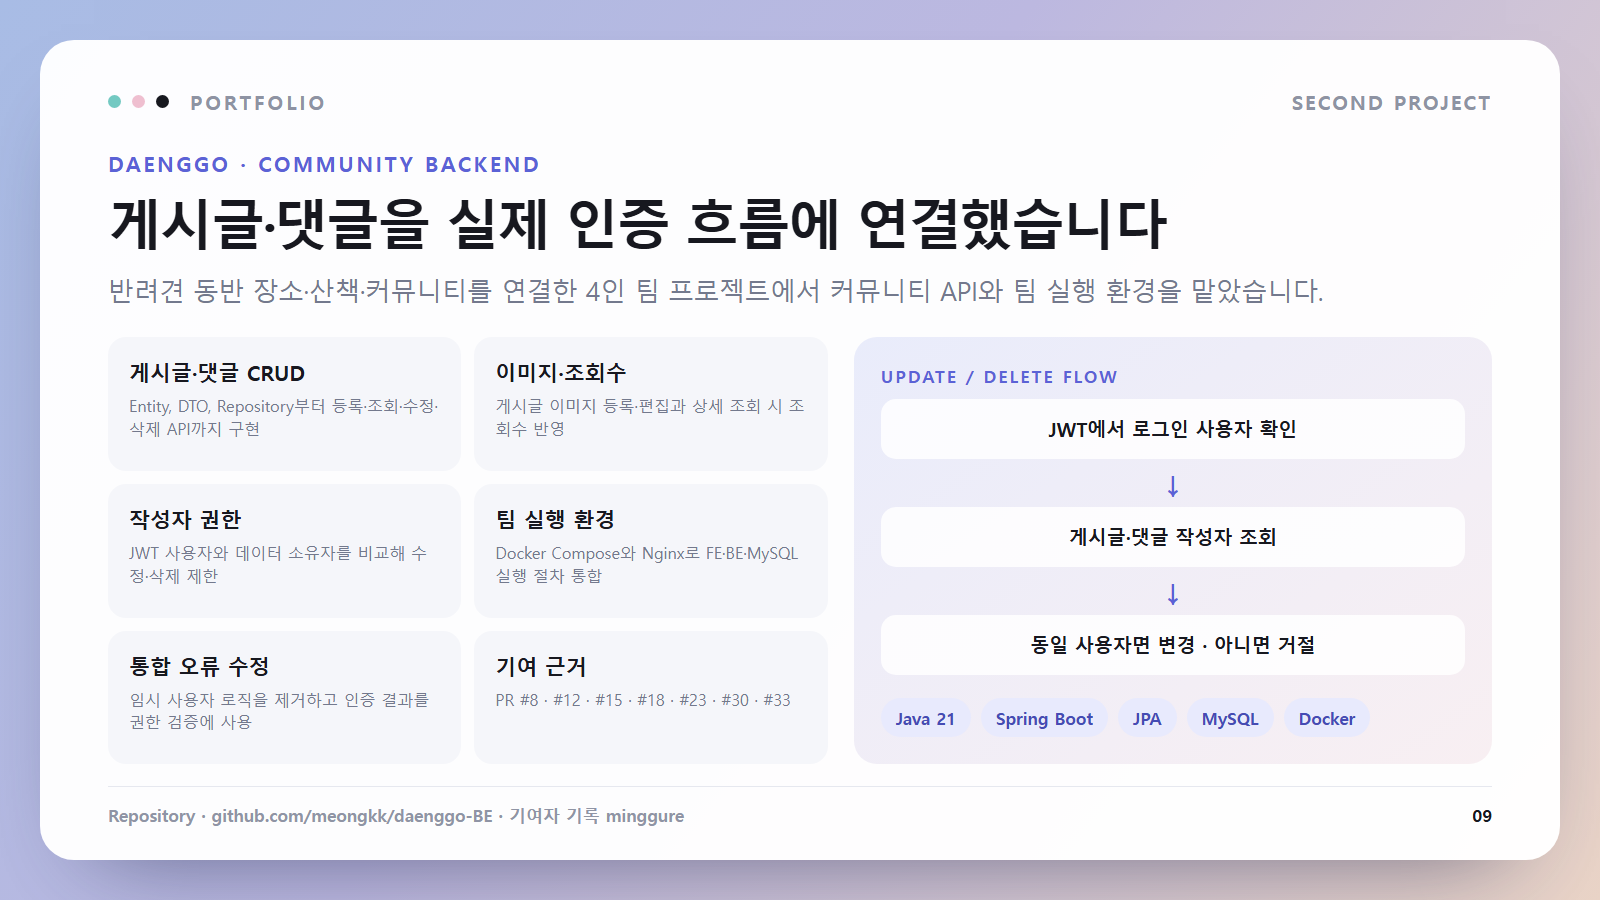 PORTFOLIO
SECOND PROJECT
DAENGGO · COMMUNITY BACKEND
게시글·댓글을 실제 인증 흐름에 연결했습니다
반려견 동반 장소·산책·커뮤니티를 연결한 4인 팀 프로젝트에서 커뮤니티 API와 팀 실행 환경을 맡았습니다.
게시글·댓글 CRUD
Entity, DTO, Repository부터 등록·조회·수정·
삭제 API까지 구현
이미지·조회수
게시글 이미지 등록·편집과 상세 조회 시 조
회수 반영
작성자 권한
JWT 사용자와 데이터 소유자를 비교해 수
정·삭제 제한
팀 실행 환경
Docker Compose와 Nginx로 FE·BE·MySQL
실행 절차 통합
통합 오류 수정
임시 사용자 로직을 제거하고 인증 결과를
권한 검증에 사용
기여 근거
PR #8 · #12 · #15 · #18 · #23 · #30 · #33
UPDATE / DELETE FLOW
JWT에서 로그인 사용자 확인
↓
게시글·댓글 작성자 조회
↓
동일 사용자면 변경 · 아니면 거절
Java 21 Spring Boot JPA MySQL Docker
Repository · github.com/meongkk/daenggo-BE · 기여자 기록 minggure
09